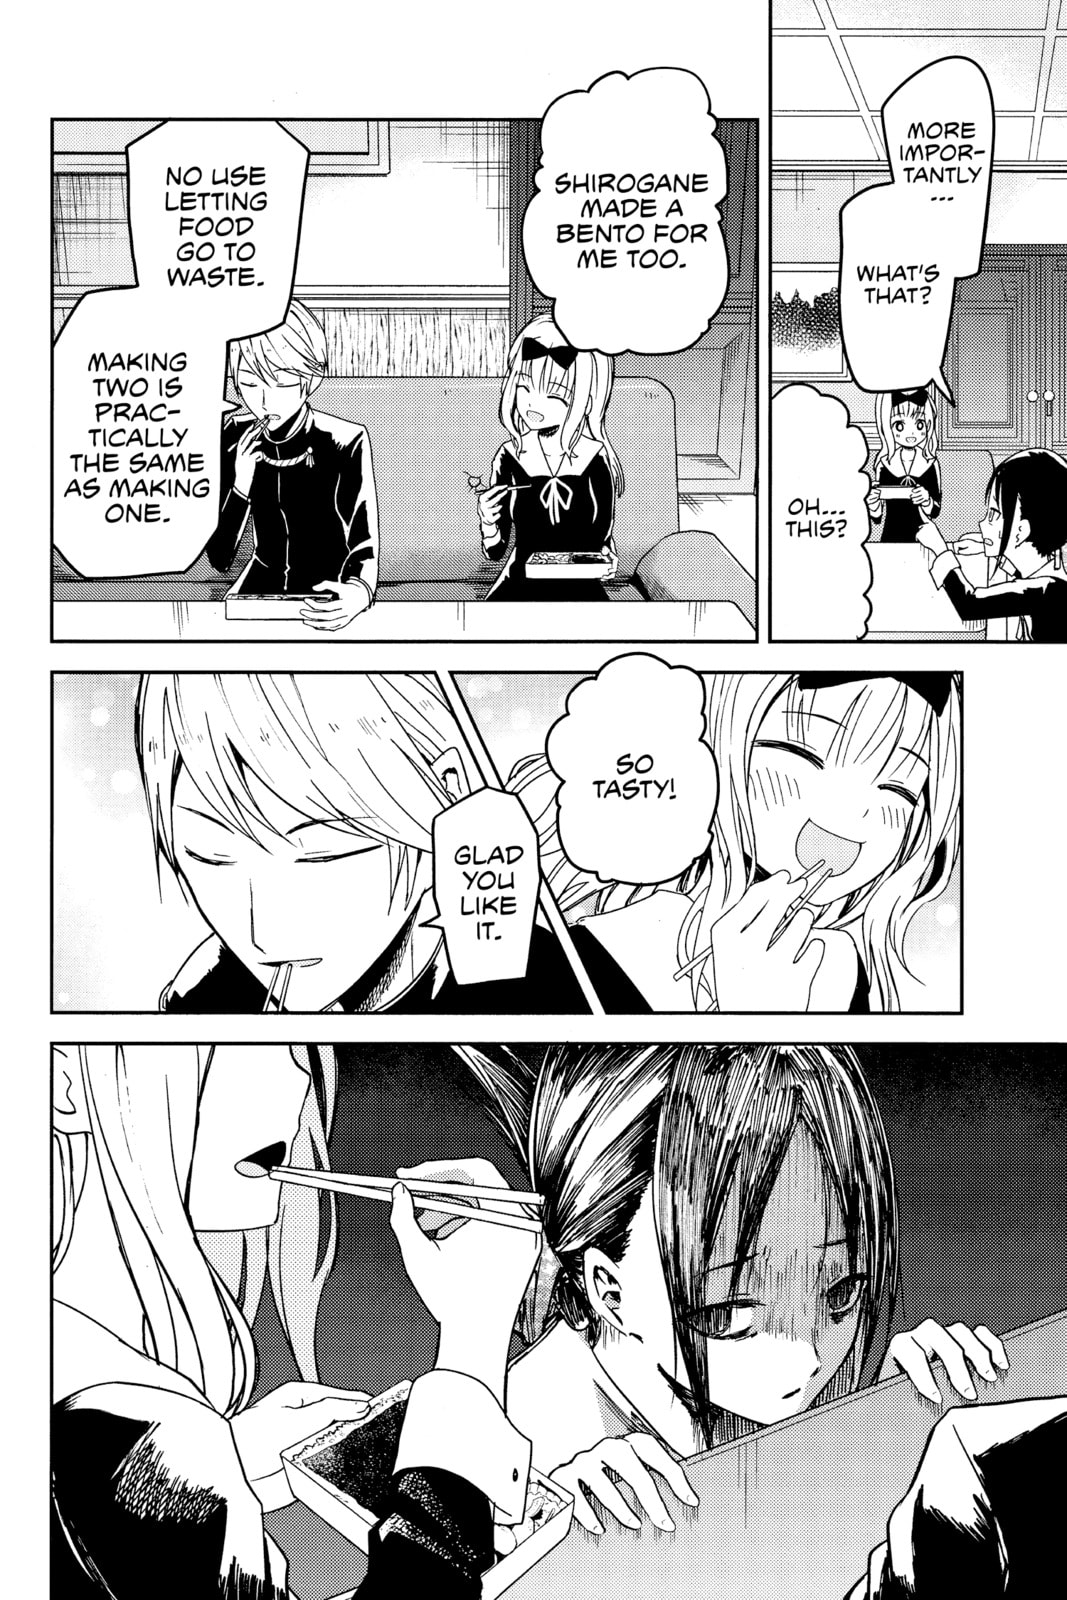 MORE
IMPOR-
TANTLY
...
WHAT'S
THAT?
OH...
THIS?
SHIROGANE
MADE A
BENTO FOR
ME TOO.
NO USE
LETTING
FOOD
GO TO
WASTE.
MAKING
TWO IS
PRAC-
TICALLY
THE SAME
AS MAKING
ONE.
SO
TASTY!
GLAD
YOU
LIKE
IT.